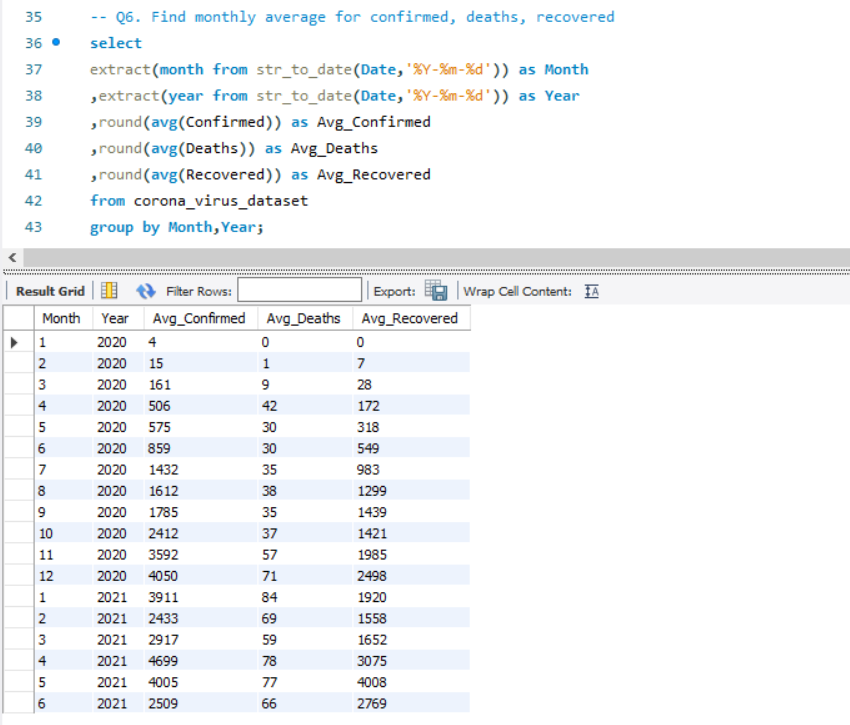 35 -- Q6. Find monthly average for confirmed, deaths, recovered
36 select
37 extract(month from str_to_date(Date,'%Y-%m-%d')) as Month
38 ,extract(year from str_to_date(Date,'%Y-%m-%d')) as Year
39 ,round(avg(Confirmed)) as Avg_Confirmed
40 ,round(avg(Deaths)) as Avg_Deaths
41 ,round(avg(Recovered)) as Avg_Recovered
42 from corona_virus_dataset
43 group by Month,Year;
Result Grid Filter Rows: Export: Wrap Cell Content:
Month Year Avg_Confirmed Avg_Deaths Avg_Recovered
1 2020 4 0 0
2 2020 15 1 7
3 2020 161 9 28
4 2020 506 42 172
5 2020 575 30 318
6 2020 859 30 549
7 2020 1432 35 983
8 2020 1612 38 1299
9 2020 1785 35 1439
10 2020 2412 37 1421
11 2020 3592 57 1985
12 2020 4050 71 2498
1 2021 3911 84 1920
2 2021 2433 69 1558
3 2021 2917 59 1652
4 2021 4699 78 3075
5 2021 4005 77 4008
6 2021 2509 66 2769